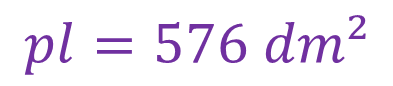 pl = 576 dm²